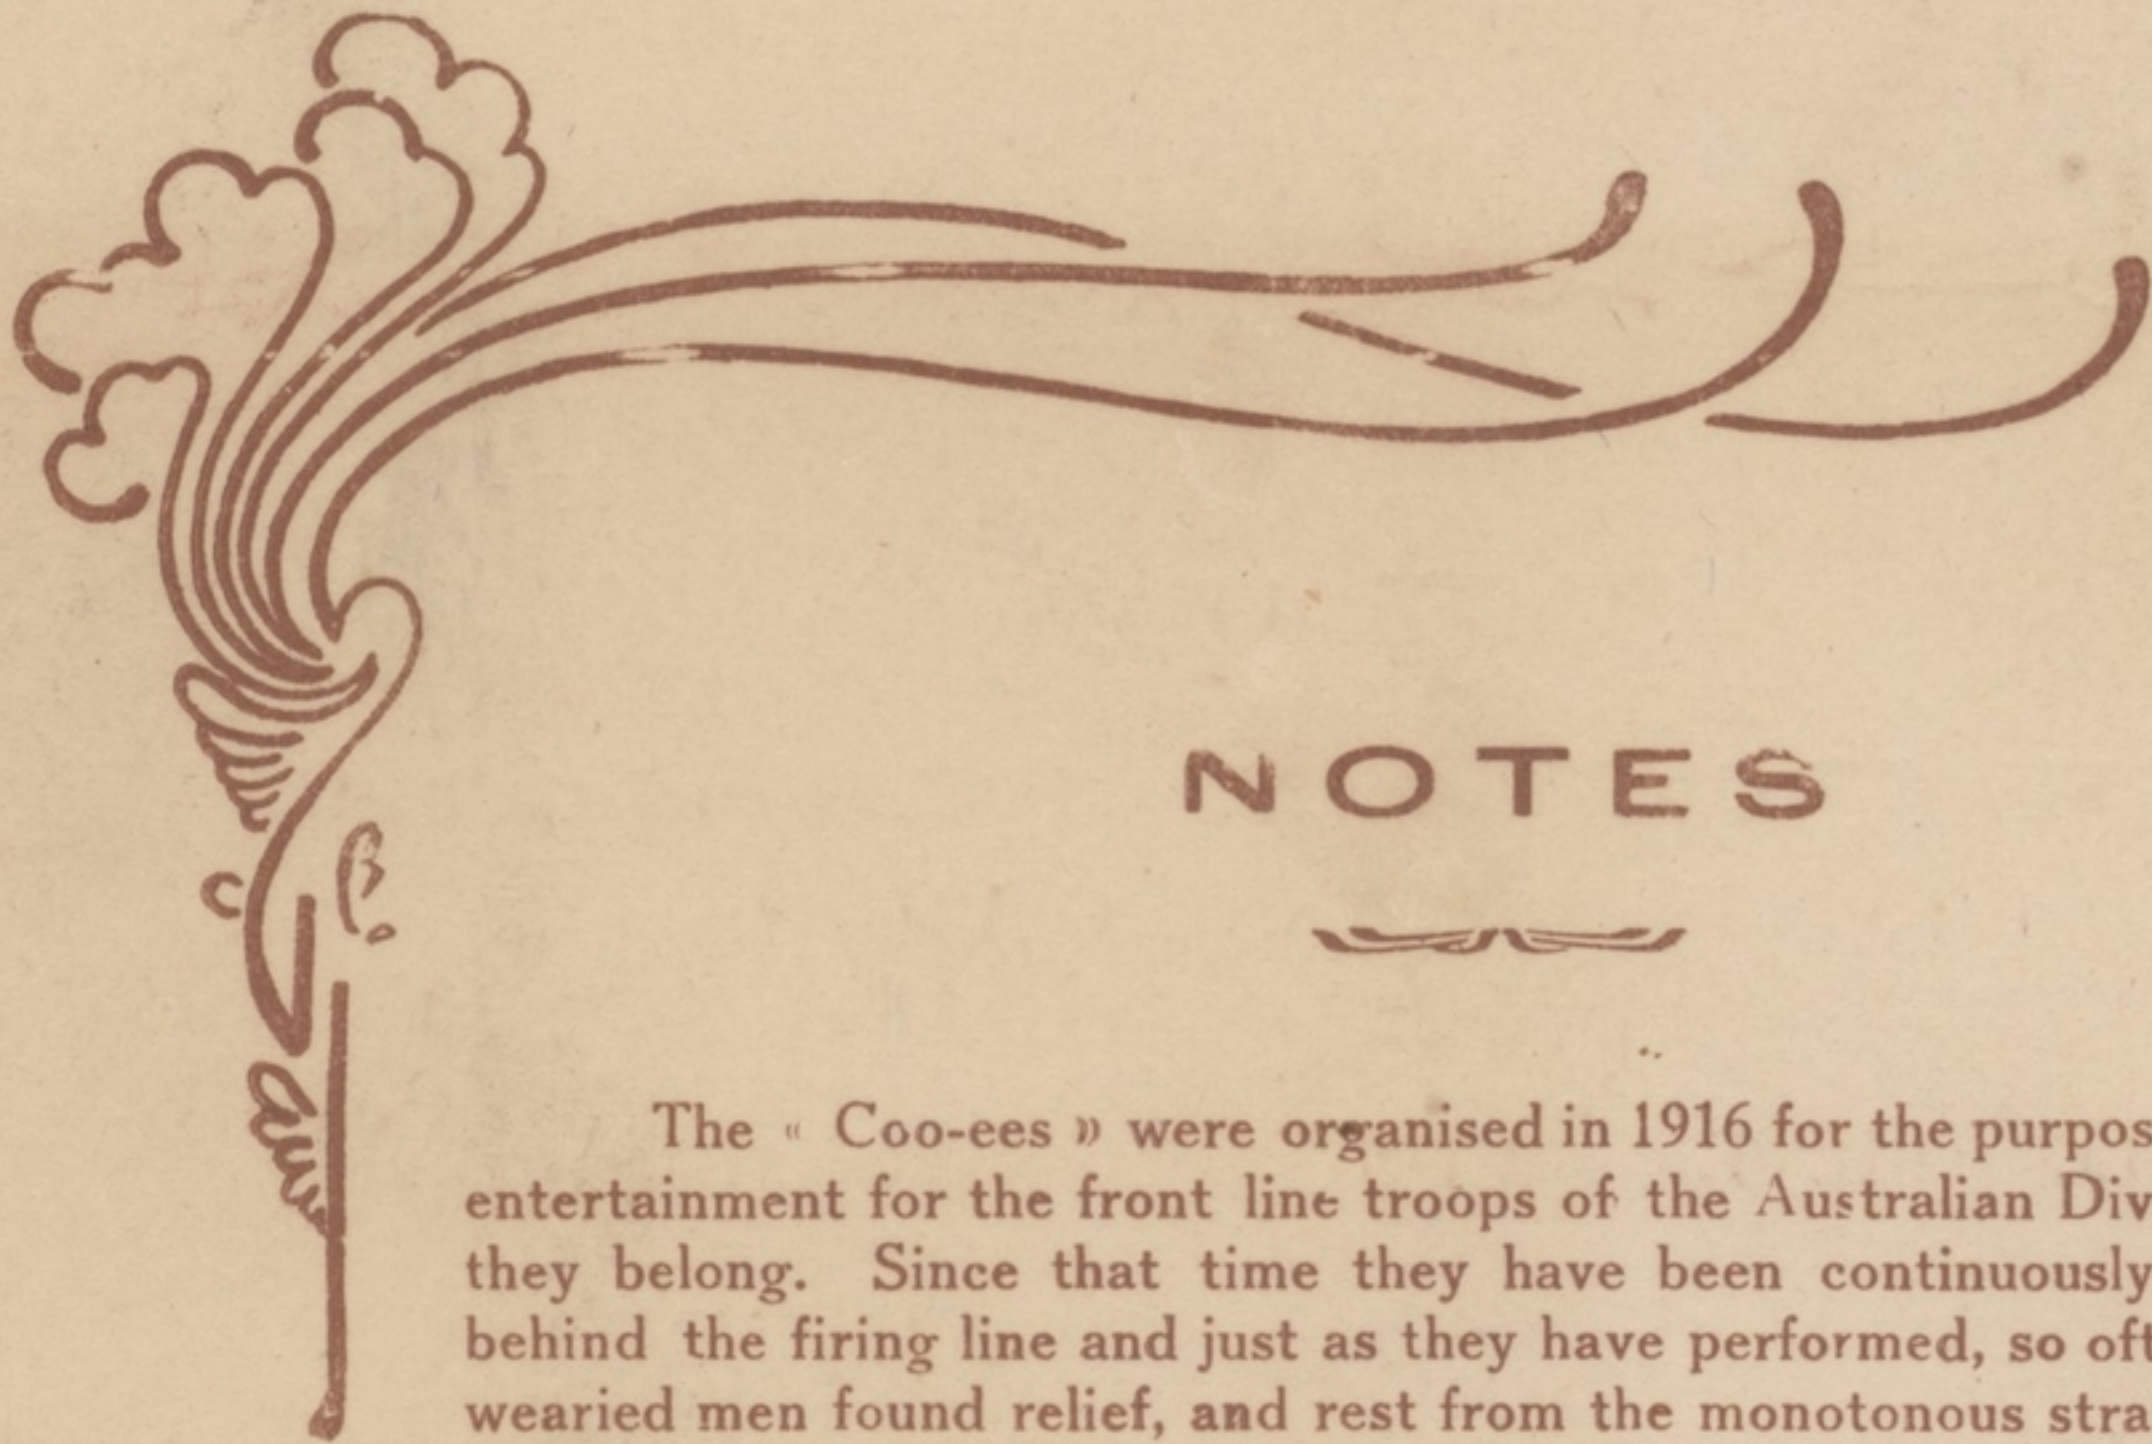 NOTES
The « Coo-ees » were organised in 1916 for the purpos
entertainment for the front line troops of the Australian Div
they belong. Since that time they have been continuously
behind the firing line and just as they have performed, so oft
wearied men found relief, and rest from the monotonous stra